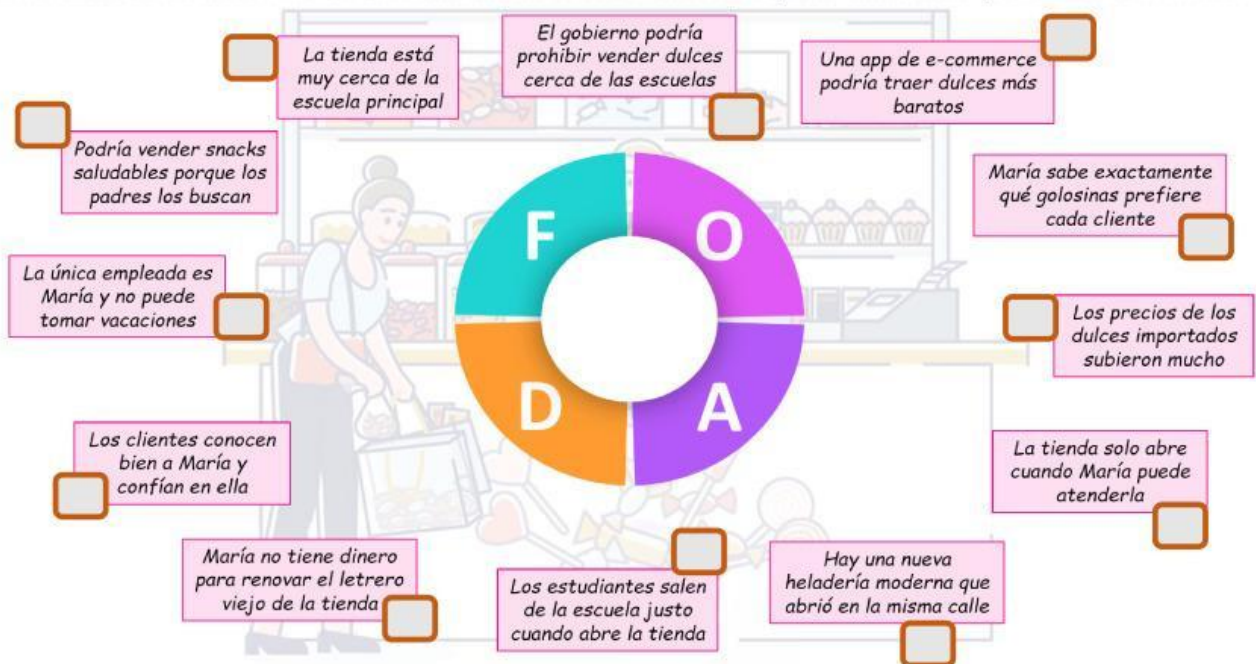 La tienda está
muy cerca de la
escuela principal
El gobierno podría
prohibir vender dulces
cerca de las escuelas
Una app de e-commerce
podría traer dulces más
baratos
Podría vender snacks
saludables porque los
padres los buscan
María sabe exactamente
qué golosinas prefiere
cada cliente
F
O
La única empleada es
María y no puede
tomar vacaciones
Los precios de los
dulces importados
subieron mucho
D
A
Los clientes conocen
bien a María y
confían en ella
La tienda solo abre
cuando María puede
atenderla
María no tiene dinero
para renovar el letrero
viejo de la tienda
Los estudiantes salen
de la escuela justo
cuando abre la tienda
Hay una nueva
heladería moderna que
abrió en la misma calle